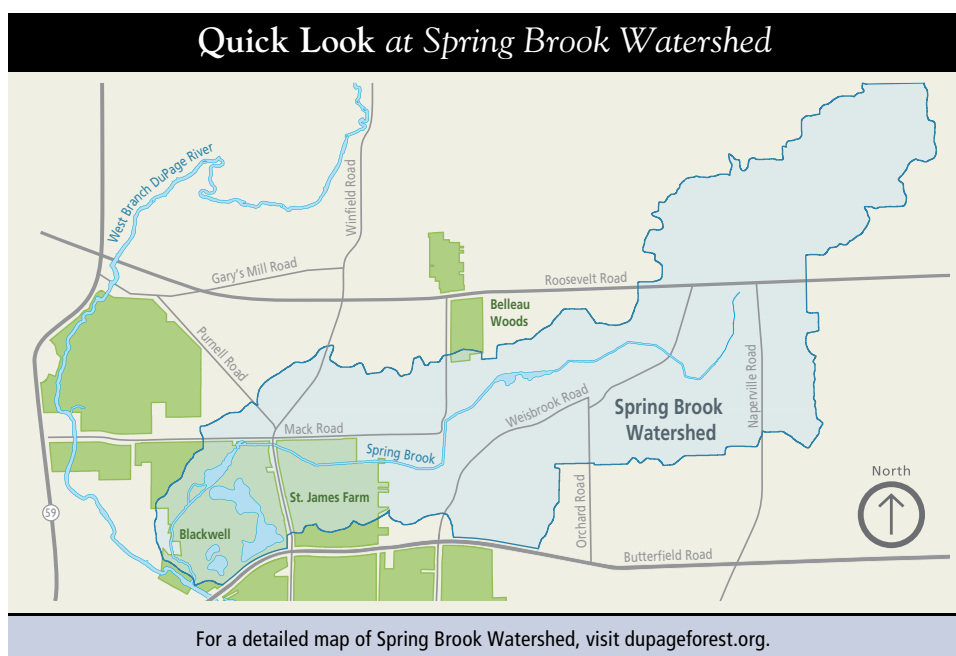 Quick Look at Spring Brook Watershed
West Branch DuPage River
Winfield Road
Gary's Mill Road
Roosevelt Road
Belleau
Woods
Purnell Road
Naperville Road
Weisbrook Road
Spring Brook
Watershed
Mack Road
Spring Brook
North
St. James Farm
59
Orchard Road
Blackwell
Butterfield Road
For a detailed map of Spring Brook Watershed, visit dupageforest.org.